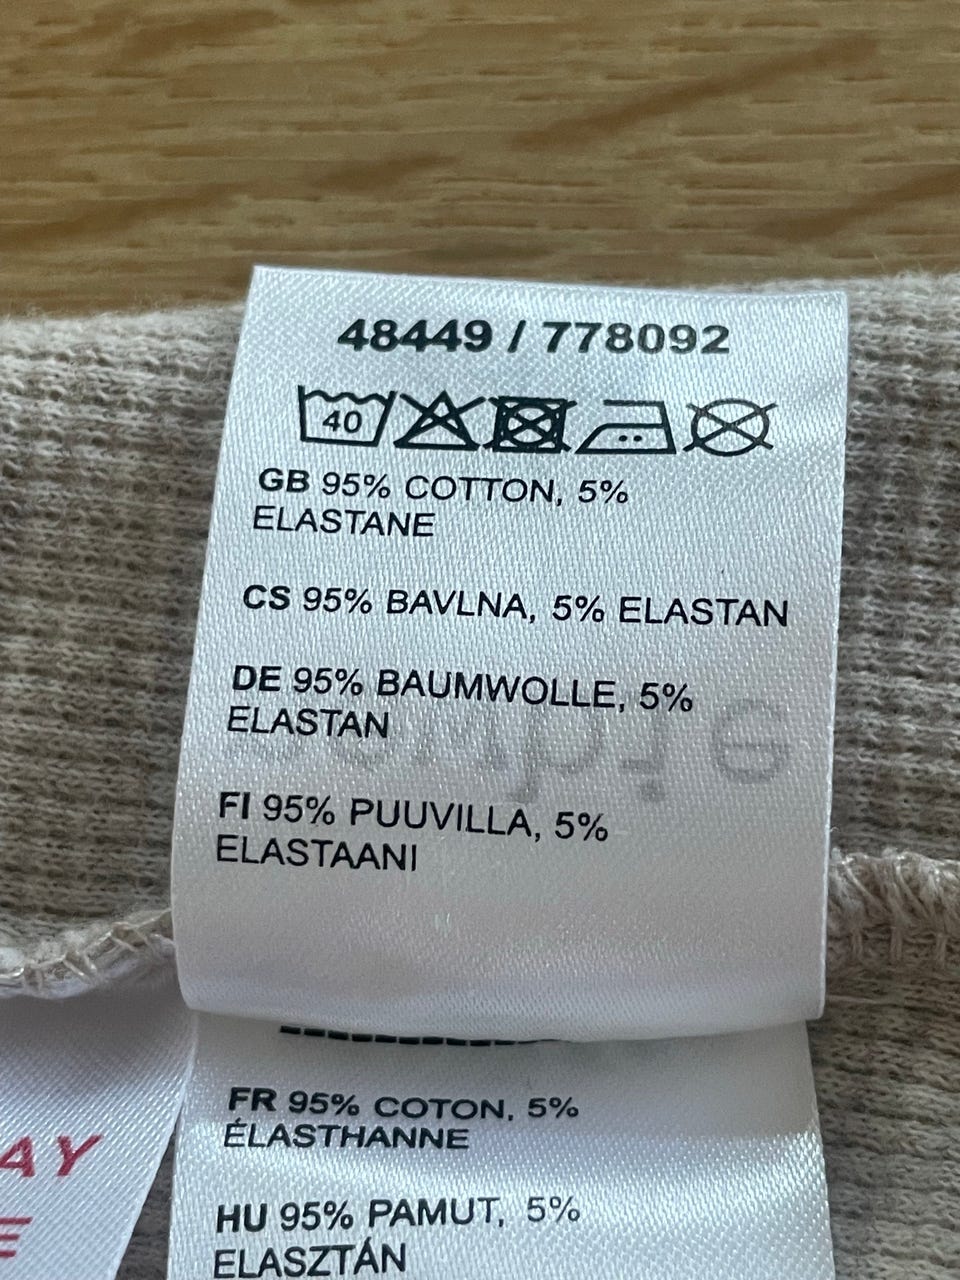 48449 / 778092
40
GB 95% COTTON, 5%
ELASTANE
CS 95% BAVLNA, 5% ELASTAN
DE 95% BAUMWOLLE, 5%
ELASTAN
FI 95% PUUVILLA, 5%
ELASTAANI
FR 95% COTON, 5%
ÉLASTHANNE
HU 95% PAMUT, 5%
ELASZTÁN
AY
E